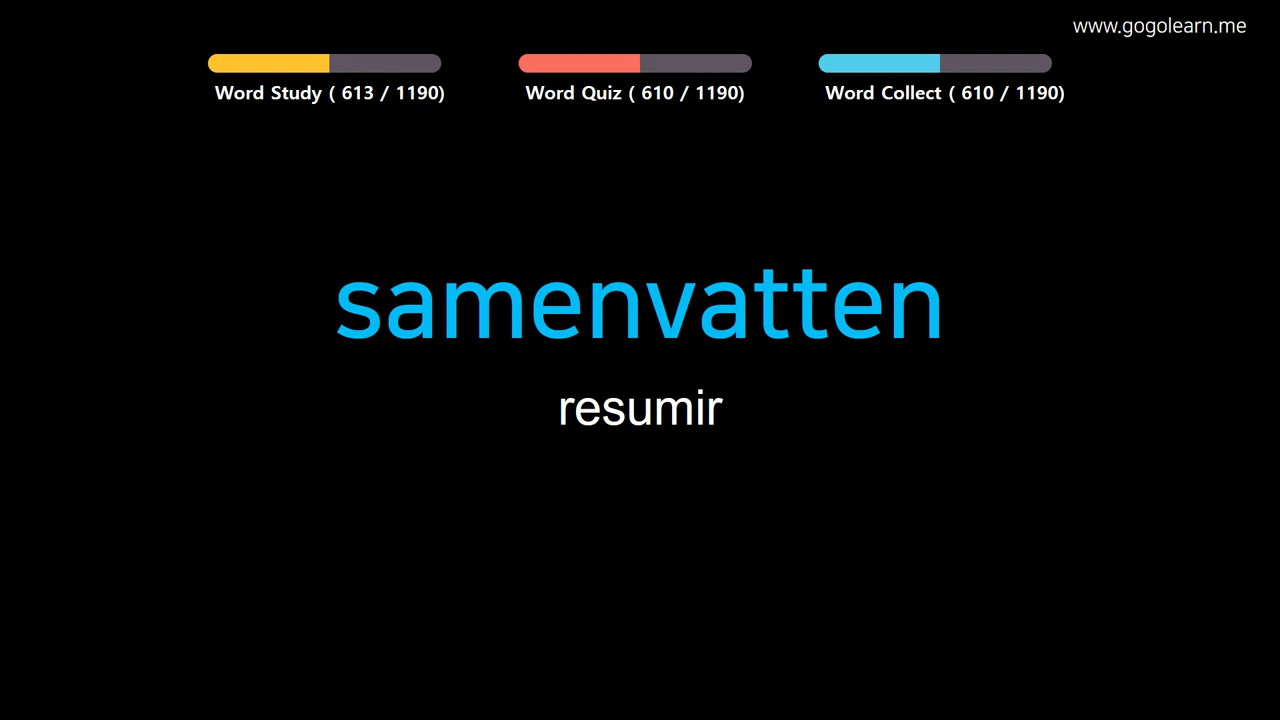 www.gogolearn.me
Word Study ( 613 / 1190)
Word Quiz ( 610 / 1190)
Word Collect ( 610 / 1190)
samenvatten
resumir